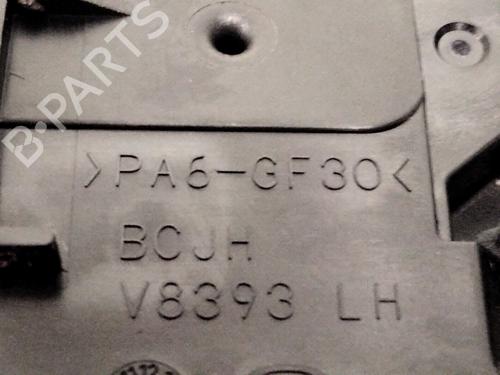 B-PARTS
>PA6-GF30<
BCJH
V8393 LH